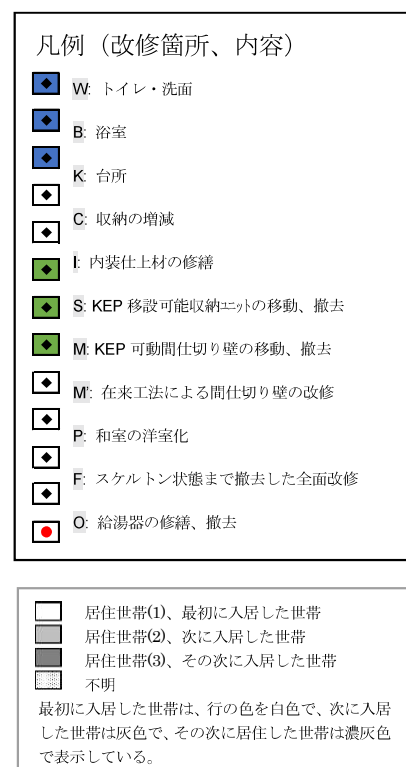 凡例（改修箇所、内容）
W: トイレ・洗面
B: 浴室
K: 台所
C: 収納の増減
I: 内装仕上材の修繕
S: KEP 移設可能収納ユニットの移動、撤去
M: KEP 可動間仕切り壁の移動、撤去
M': 在来工法による間仕切り壁の改修
P: 和室の洋室化
F: スケルトン状態まで撤去した全面改修
O: 給湯器の修繕、撤去
居住世帯(1)、最初に入居した世帯
居住世帯(2)、次に入居した世帯
居住世帯(3)、その次に入居した世帯
不明
最初に入居した世帯は、行の色を白色で、次に入居
した世帯は灰色で、その次に居住した世帯は濃灰色
で表示している。